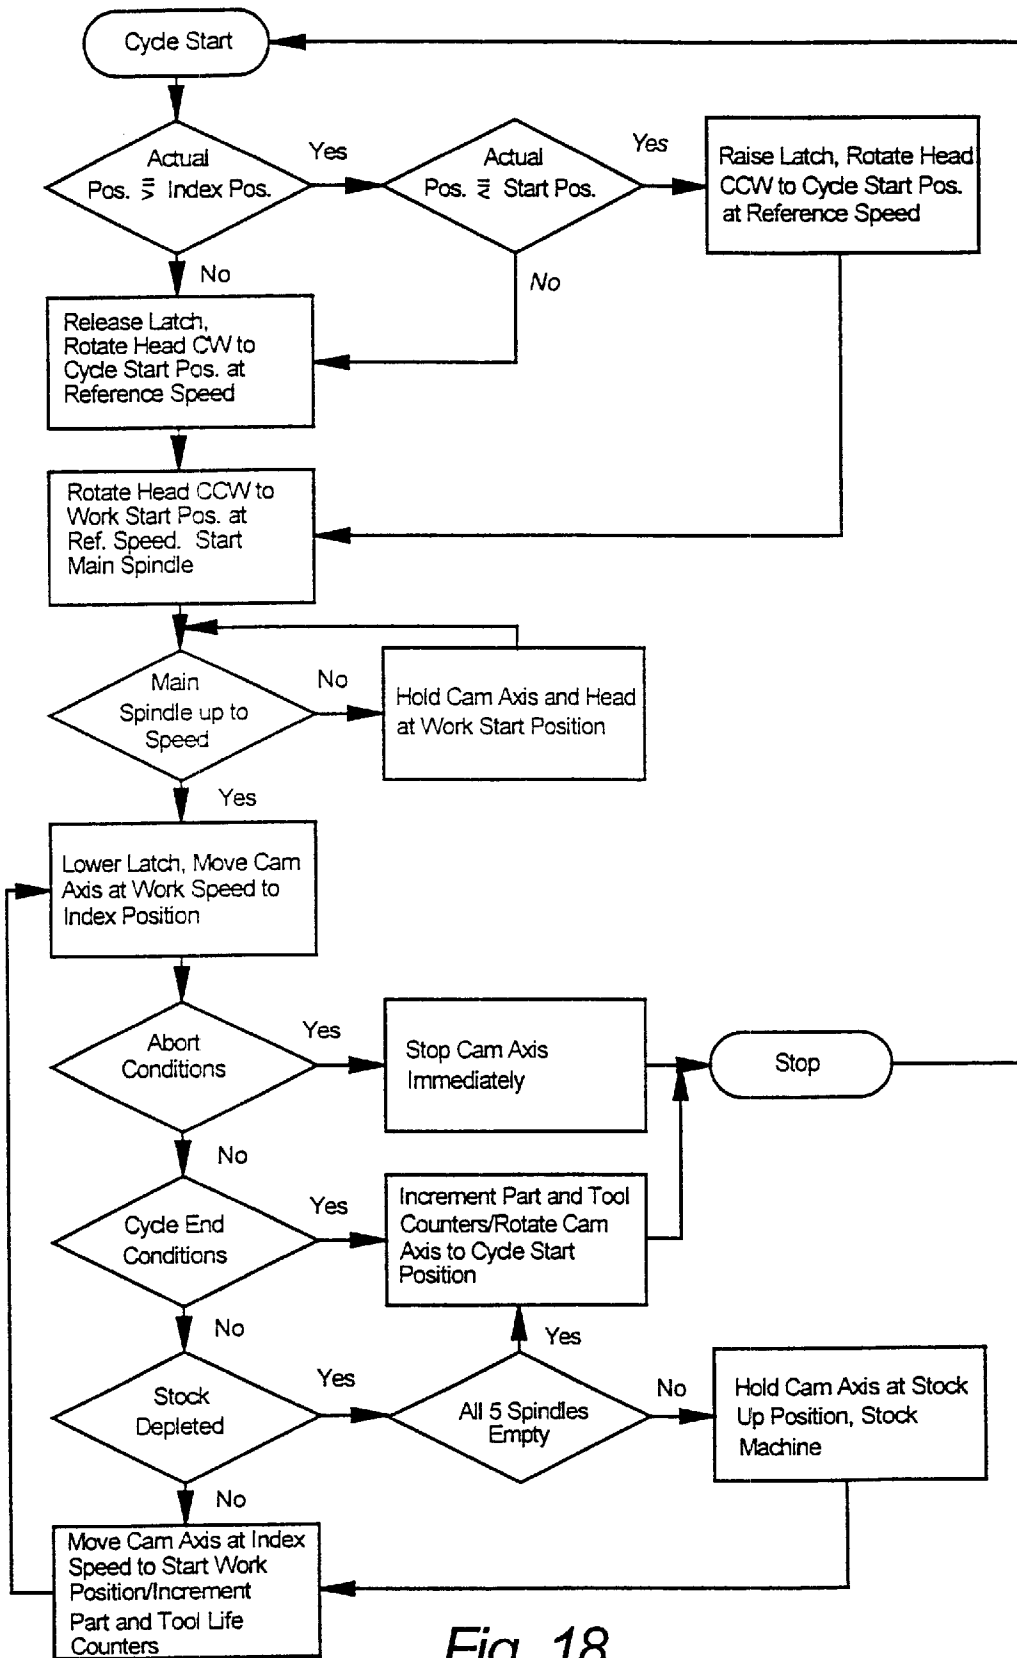 Cycle Start
Actual
Pos. ⋝ Index Pos.
Yes
Actual
Pos. ⋜ Start Pos.
Yes
Raise Latch, Rotate Head
CCW to Cycle Start Pos.
at Reference Speed
No
No
Release Latch,
Rotate Head CW to
Cycle Start Pos. at
Reference Speed
Rotate Head CCW to
Work Start Pos. at
Ref. Speed. Start
Main Spindle
Main
Spindle up to
Speed
No
Hold Cam Axis and Head
at Work Start Position
Yes
Lower Latch, Move Cam
Axis at Work Speed to
Index Position
Abort
Conditions
Yes
Stop Cam Axis
Immediately
Stop
No
Cycle End
Conditions
Yes
Increment Part and Tool
Counters/Rotate Cam
Axis to Cycle Start
Position
No
Yes
Stock
Depleted
Yes
All 5 Spindles
Empty
No
Hold Cam Axis at Stock
Up Position, Stock
Machine
No
Move Cam Axis at Index
Speed to Start Work
Position/Increment
Part and Tool Life
Counters
Fig. 18